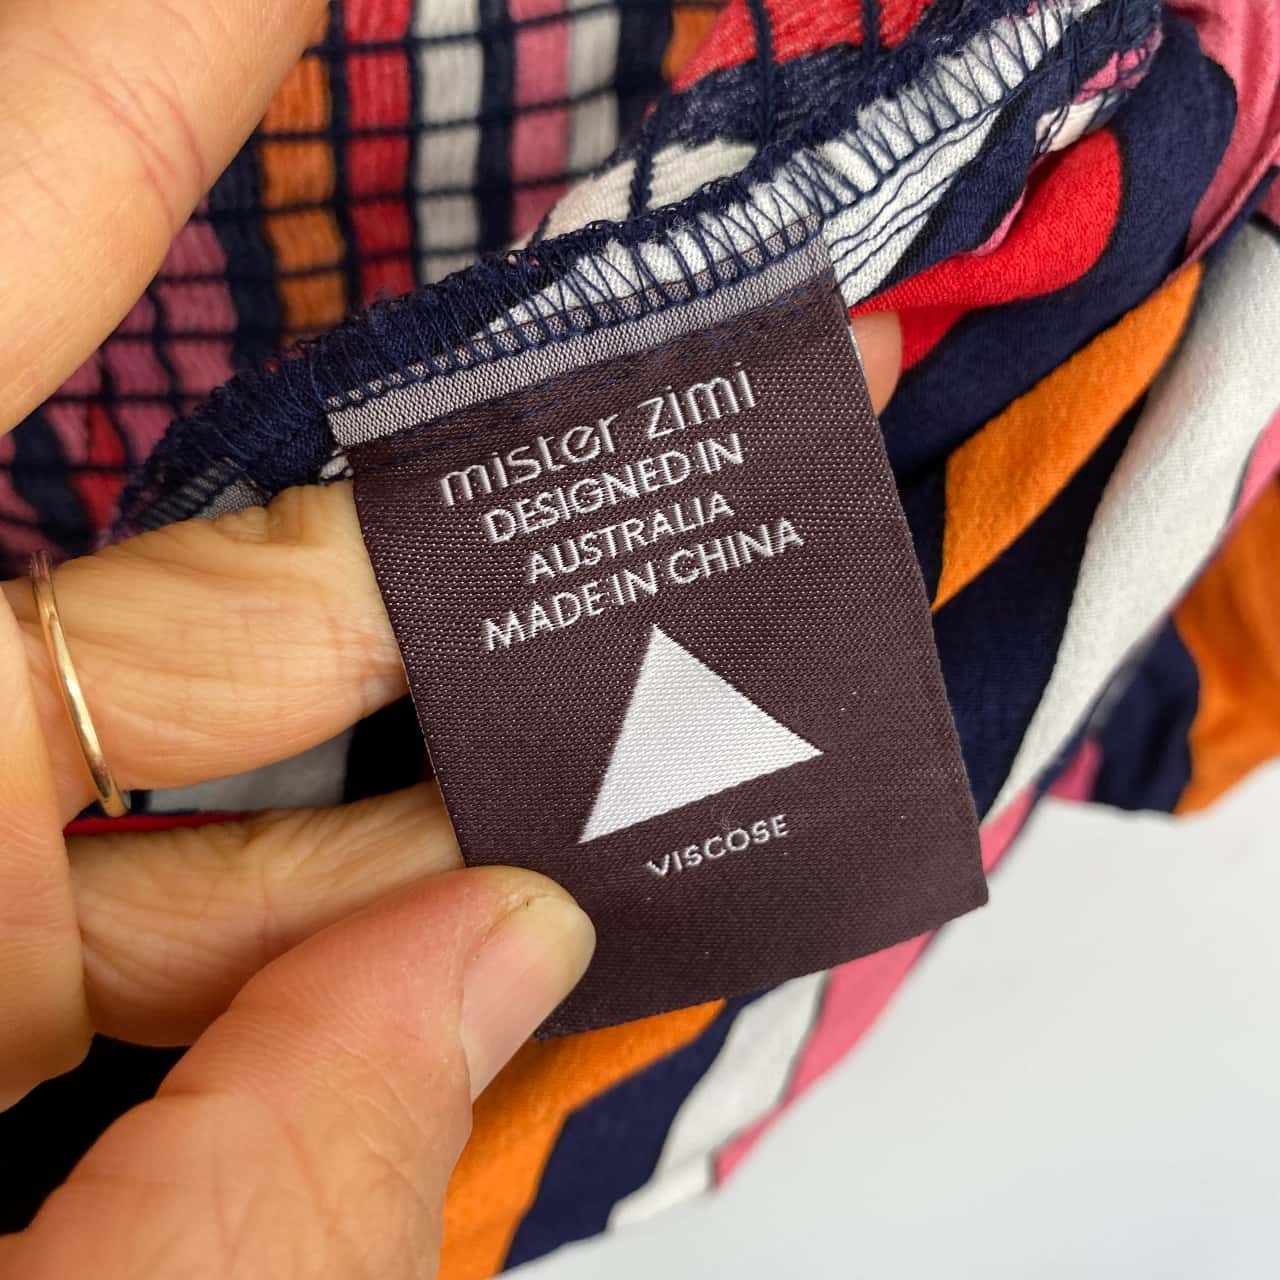 mister zimi
DESIGNED IN
AUSTRALIA
MADE IN CHINA
VISCOSE